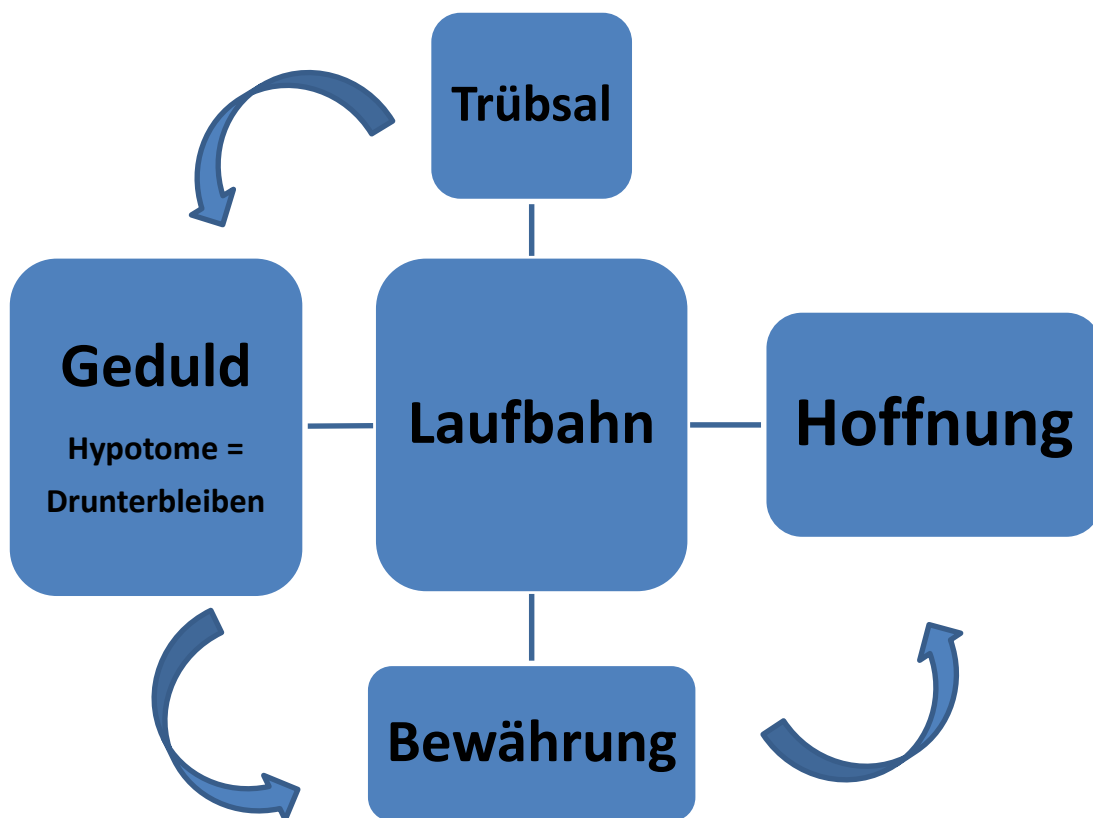 Trübsal
Geduld
Hypotome =
Drunterbleiben
Laufbahn
Hoffnung
Bewährung